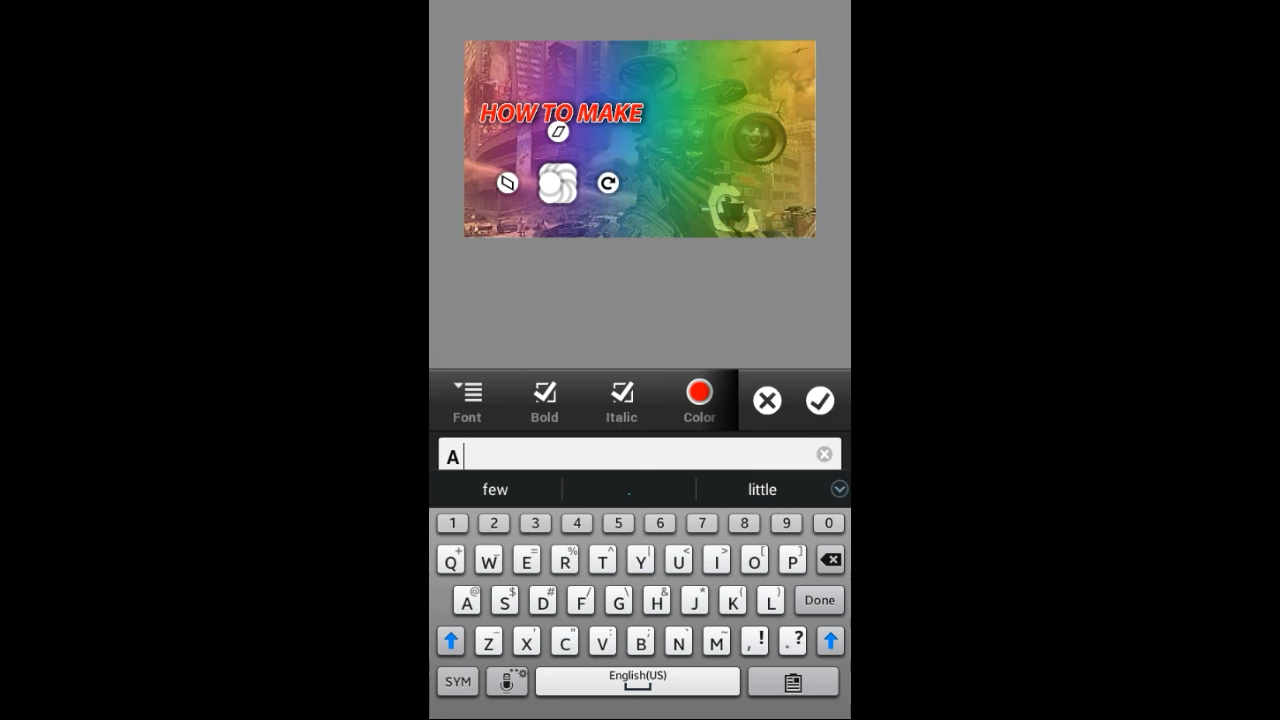 HOW TO MAKE
Font Bold Italic Color
A
few . little
1 2 3 4 5 6 7 8 9 0
Q + W _ E = R % T ^ Y | U < I > O [ P ]
A @ S $ D # F / G \ H & J * K ( L ) Done
Z - X ' C " V : B ; N , M ~ , ! . ?
SYM English(US)